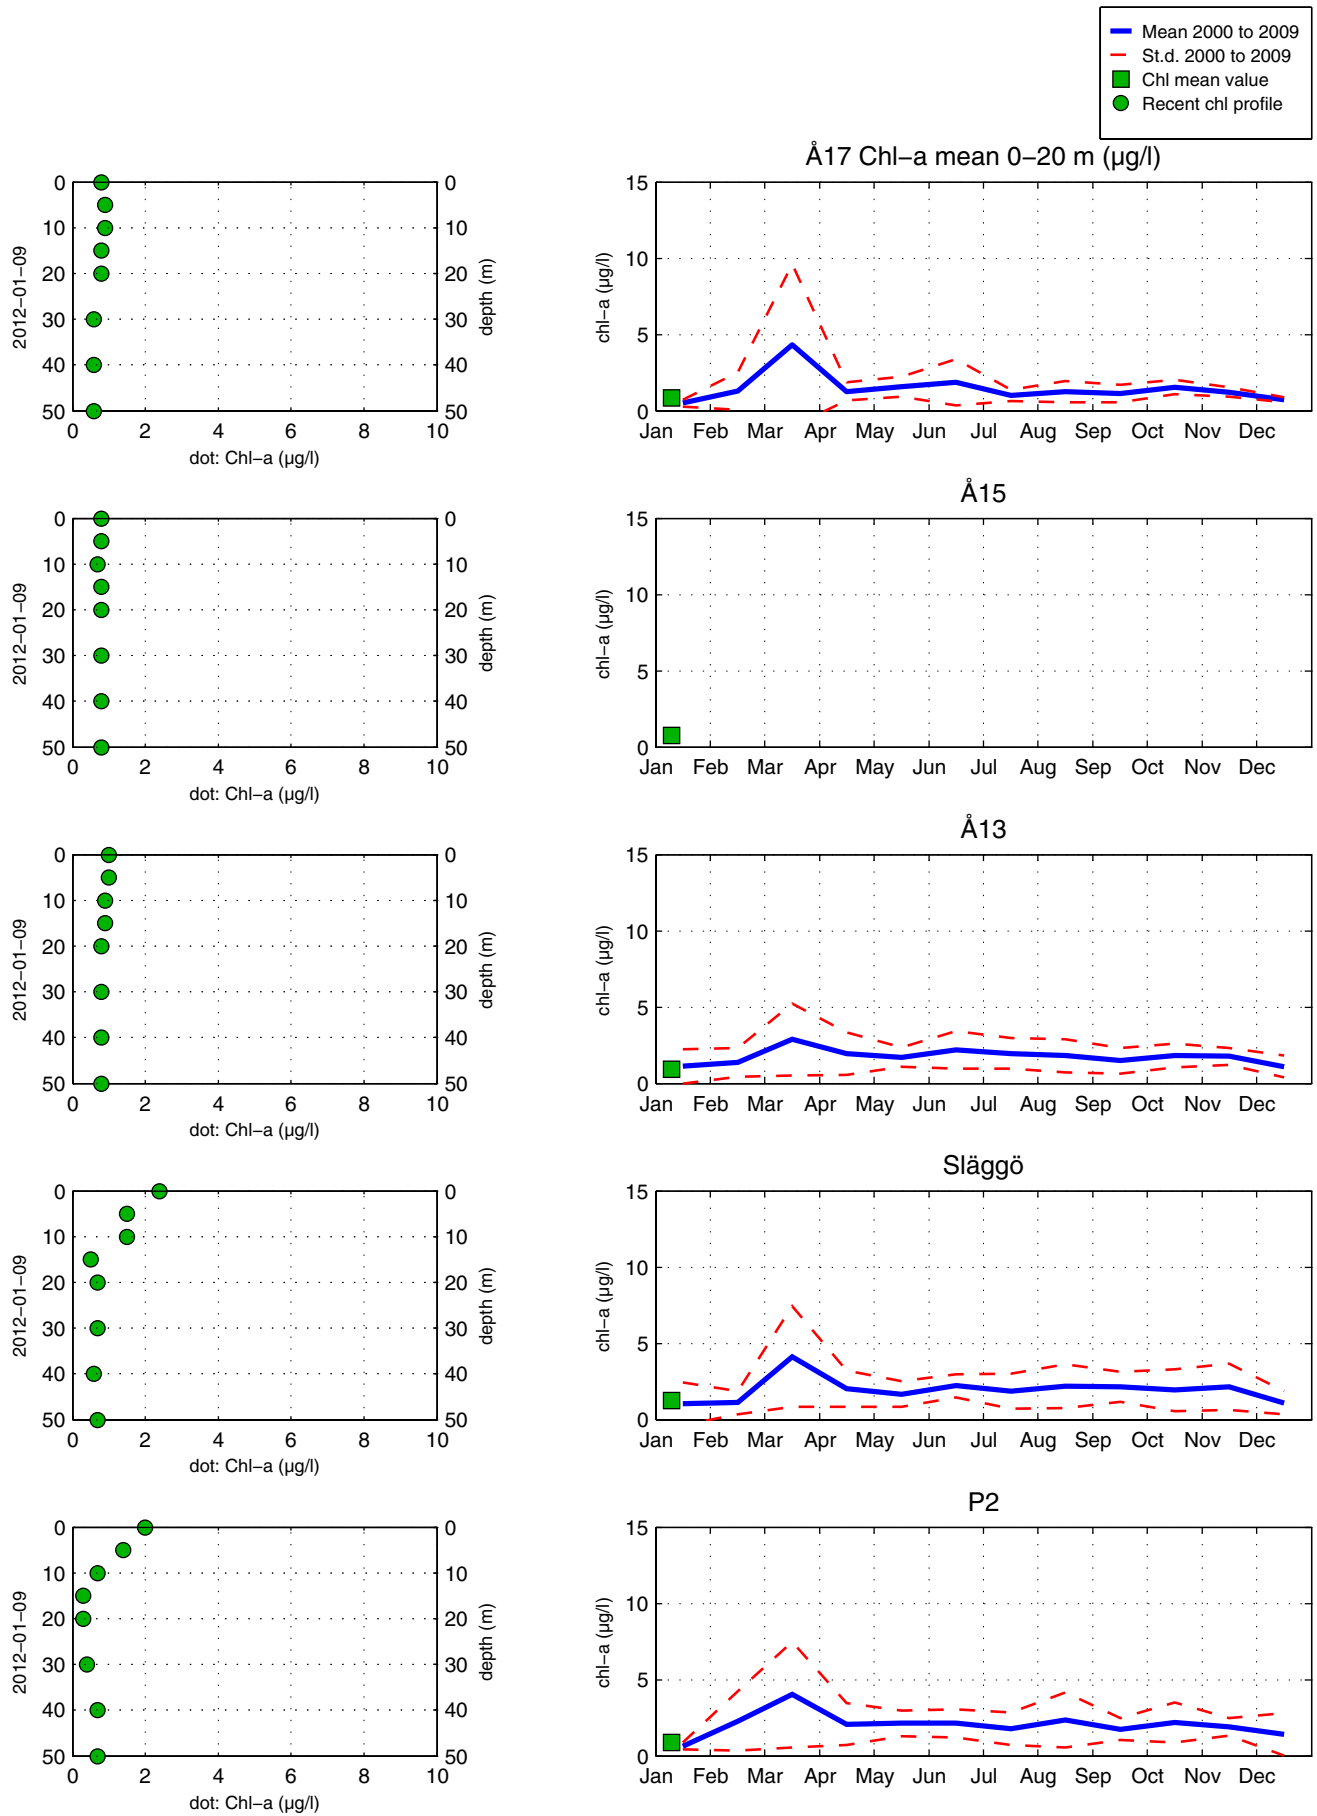 Mean 2000 to 2009
St.d. 2000 to 2009
Chl mean value
Recent chl profile
Å17 Chl−a mean 0−20 m (µg/l)
0 10 20 30 40 50
2012−01−09
0 2 4 6 8 10
dot: Chl−a (µg/l)
0 10 20 30 40 50
depth (m)
15 10 5 0
chl−a (µg/l)
Jan Feb Mar Apr May Jun Jul Aug Sep Oct Nov Dec
Å15
0 10 20 30 40 50
2012−01−09
0 2 4 6 8 10
dot: Chl−a (µg/l)
0 10 20 30 40 50
depth (m)
15 10 5 0
chl−a (µg/l)
Jan Feb Mar Apr May Jun Jul Aug Sep Oct Nov Dec
Å13
0 10 20 30 40 50
2012−01−09
0 2 4 6 8 10
dot: Chl−a (µg/l)
0 10 20 30 40 50
depth (m)
15 10 5 0
chl−a (µg/l)
Jan Feb Mar Apr May Jun Jul Aug Sep Oct Nov Dec
Släggö
0 10 20 30 40 50
2012−01−09
0 2 4 6 8 10
dot: Chl−a (µg/l)
0 10 20 30 40 50
depth (m)
15 10 5 0
chl−a (µg/l)
Jan Feb Mar Apr May Jun Jul Aug Sep Oct Nov Dec
P2
0 10 20 30 40 50
2012−01−09
0 2 4 6 8 10
dot: Chl−a (µg/l)
0 10 20 30 40 50
depth (m)
15 10 5 0
chl−a (µg/l)
Jan Feb Mar Apr May Jun Jul Aug Sep Oct Nov Dec